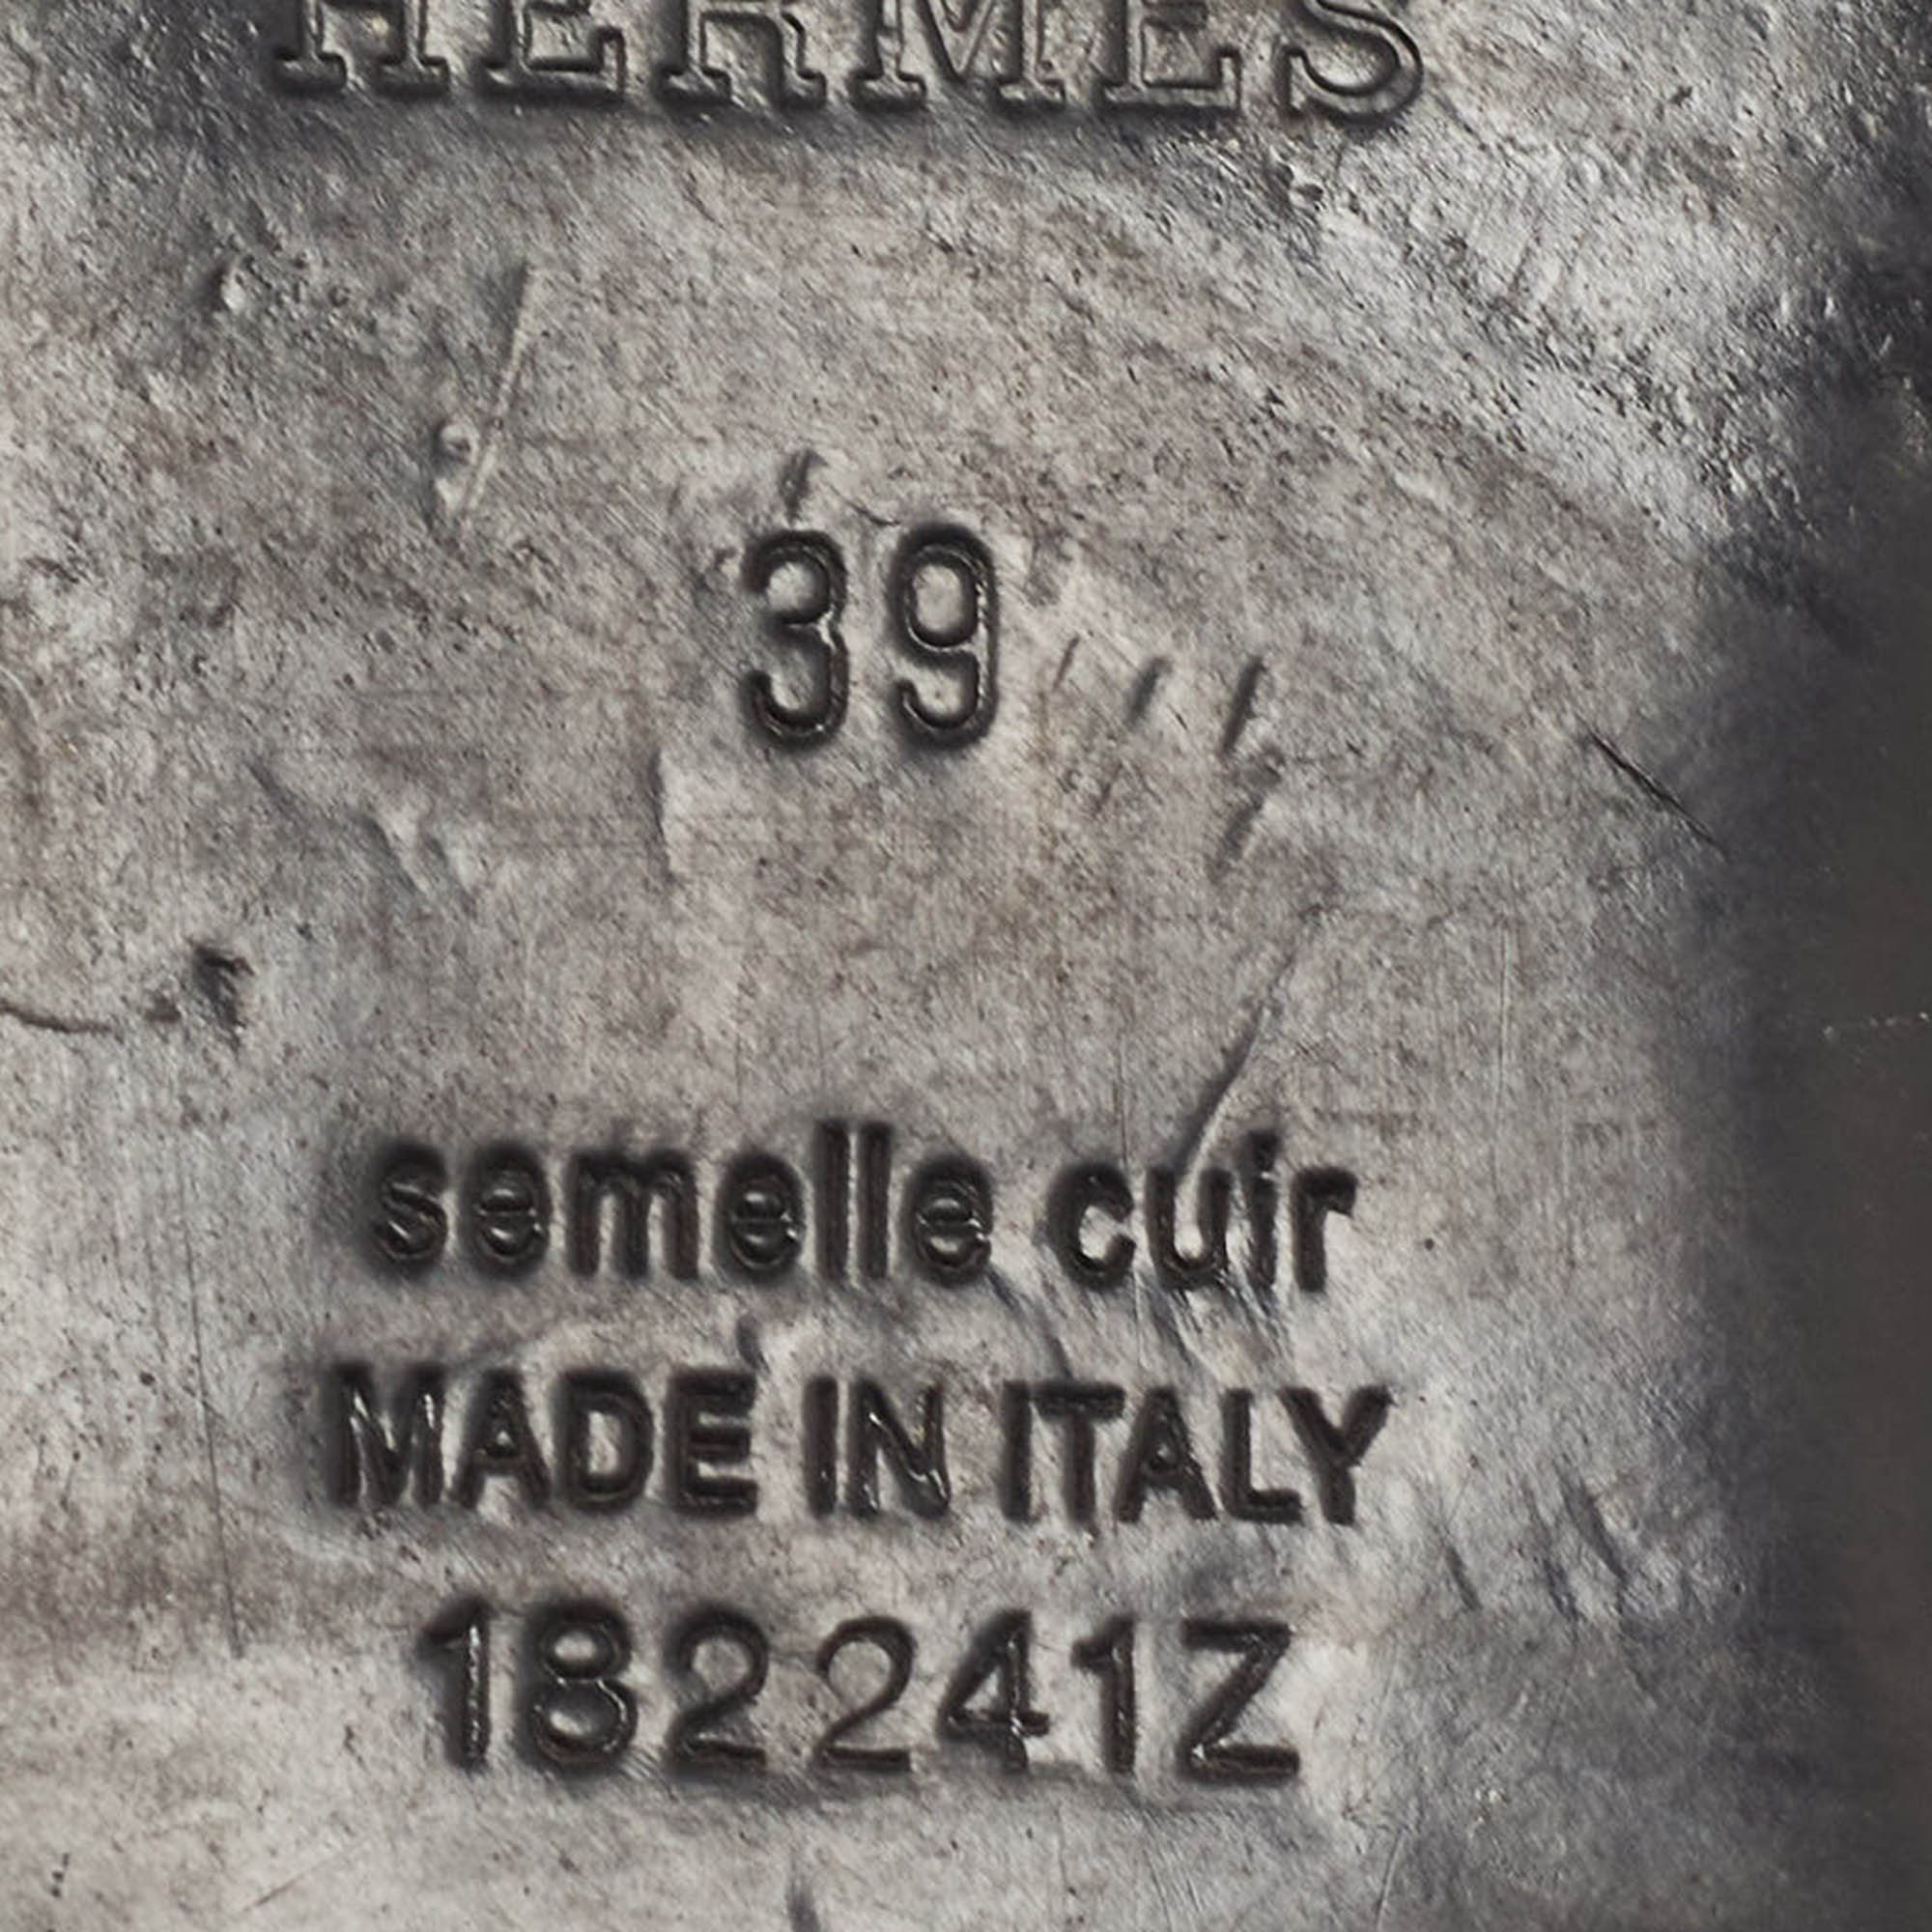 HERMES
39
semelle cuir
MADE IN ITALY
182241Z